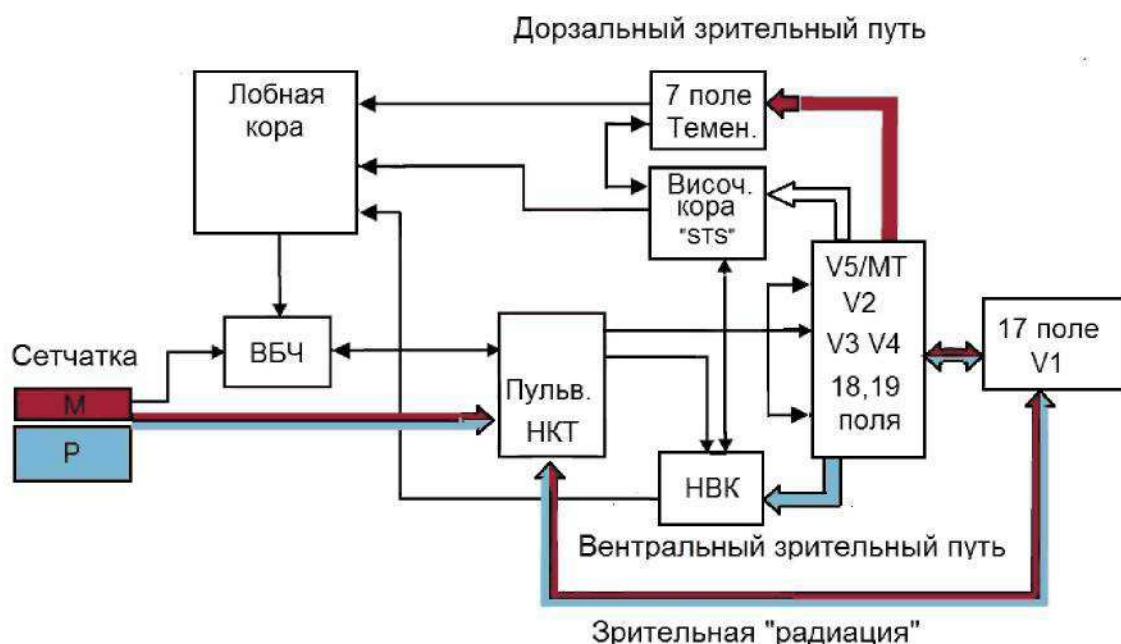 Дорзальный зрительный путь
Лобная
кора
7 поле
Темен.
Височ.
кора
"STS"
V5/МТ
V2
V3 V4
18,19
поля
17 поле
V1
Сетчатка
М
Р
ВБЧ
Пульв.
НКТ
НВК
Вентральный зрительный путь
Зрительная "радиация"